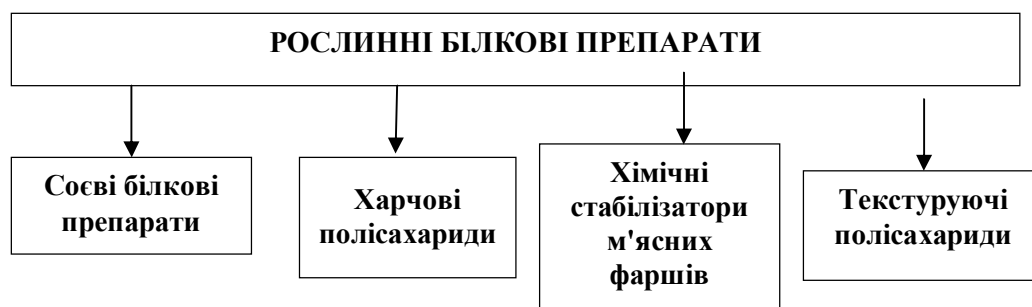 РОСЛИННІ БІЛКОВІ ПРЕПАРАТИ
Соєві білкові
препарати
Харчові
полісахариди
Хімічні
стабілізатори
м'ясних
фаршів
Текстуруючі
полісахариди